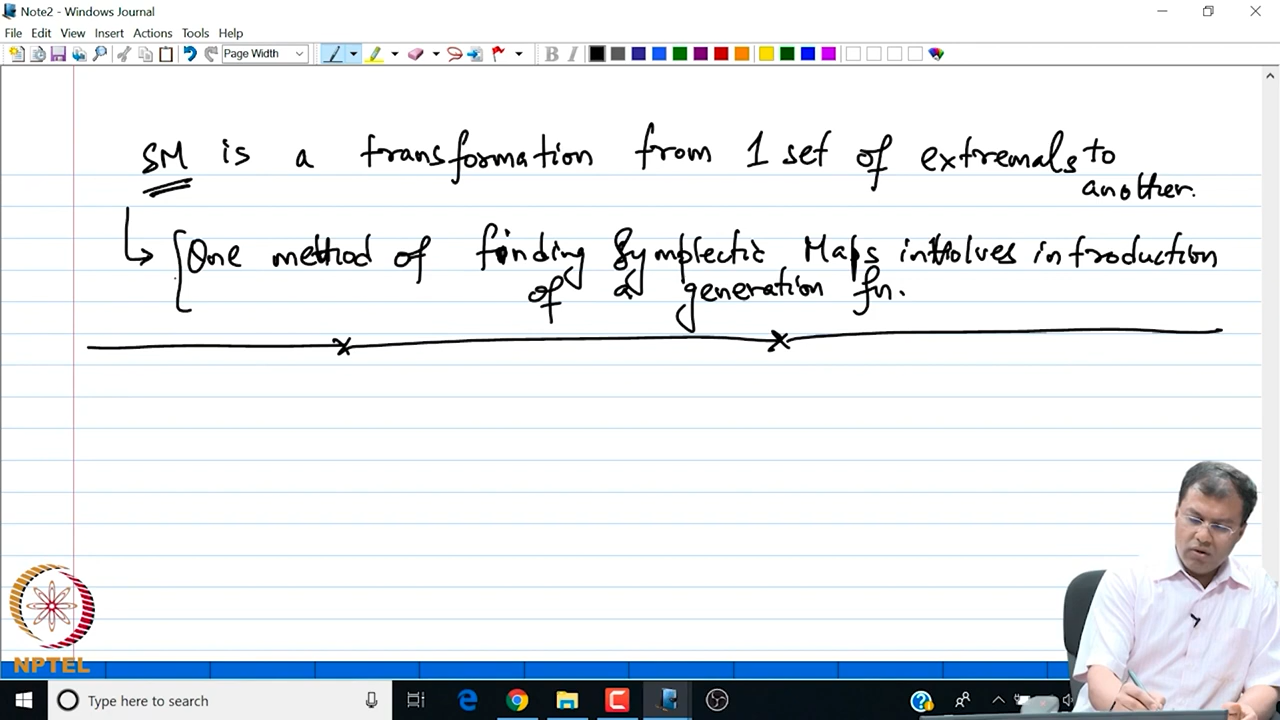 Note2 - Windows Journal
File Edit View Insert Actions Tools Help
Page Width
B I
SM is a transformation from 1 set of extremals to
another.
One method of finding Symplectic Maps involves introduction
of a generation fn.
NPTEL
Type here to search